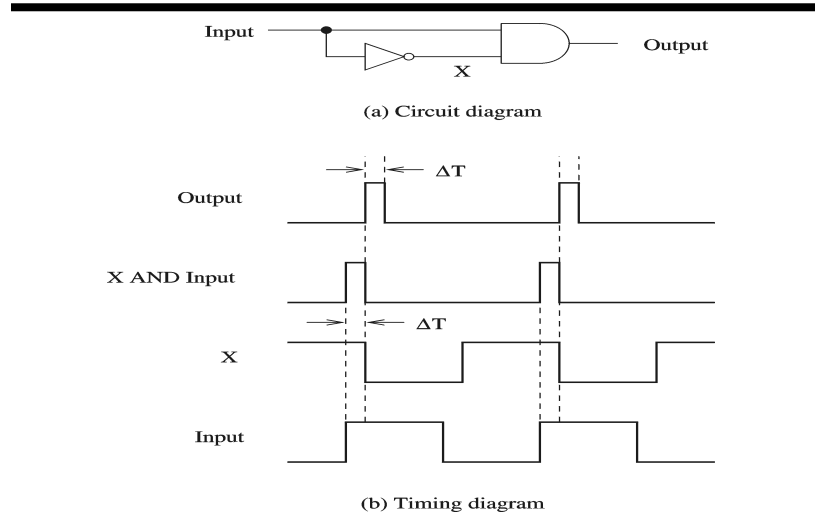 Input
Output
X
(a) Circuit diagram
ΔT
Output
X AND Input
ΔT
X
Input
(b) Timing diagram